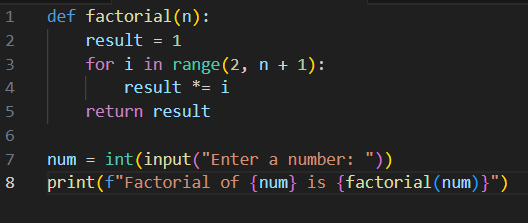 1 def factorial(n):
2     result = 1
3     for i in range(2, n + 1):
4         result *= i
5     return result
6
7 num = int(input("Enter a number: "))
8 print(f"Factorial of {num} is {factorial(num)}")